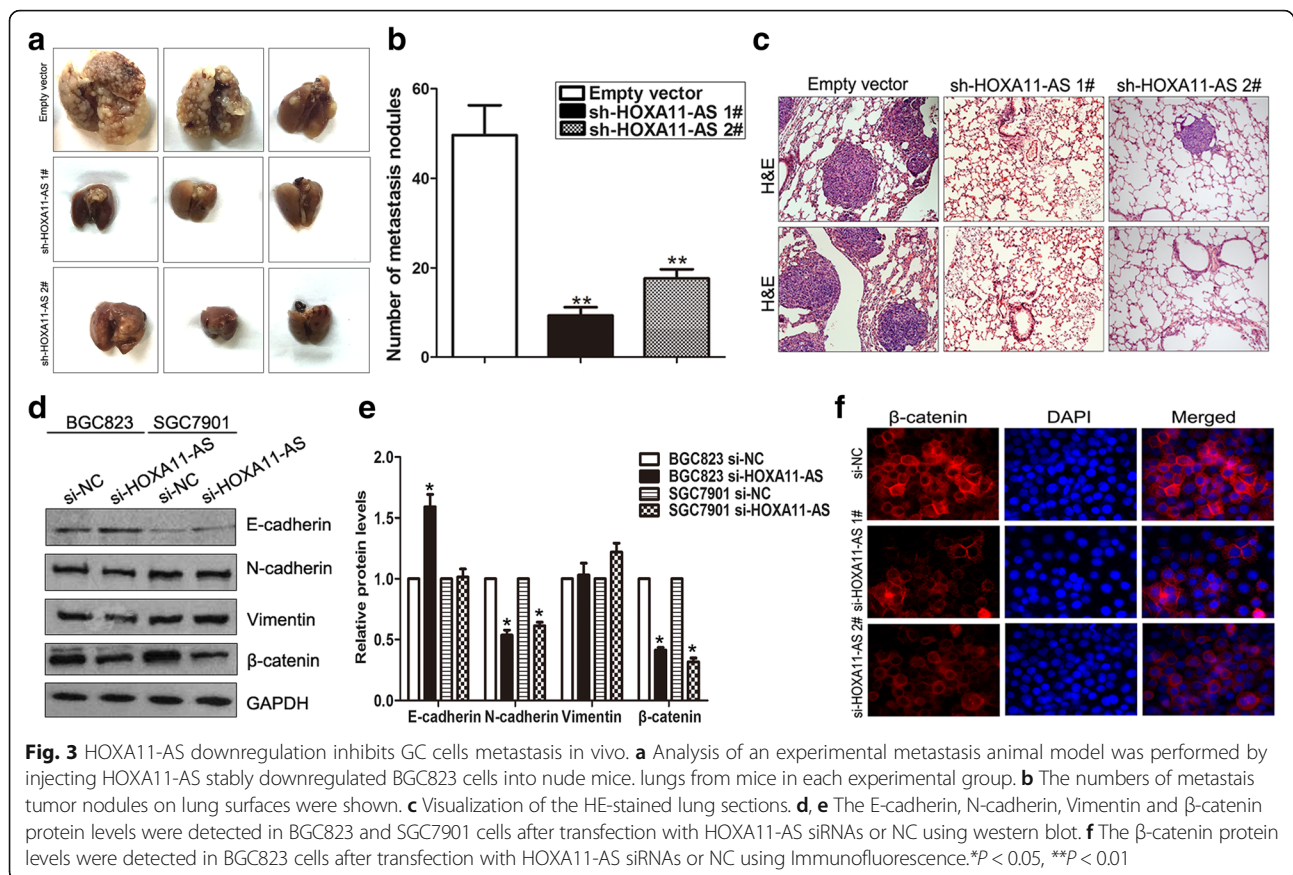 a
Empty vector
sh-HOXA11-AS 1#
sh-HOXA11-AS 2#
b
Number of metastasis nodules
60
40
20
0
Empty vector
sh-HOXA11-AS 1#
sh-HOXA11-AS 2#
**
**
c
Empty vector
sh-HOXA11-AS 1#
sh-HOXA11-AS 2#
H&E
H&E
d
BGC823
SGC7901
si-NC
si-HOXA11-AS
si-NC
si-HOXA11-AS
E-cadherin
N-cadherin
Vimentin
β-catenin
GAPDH
e
Relative protein levels
2.0
1.5
1.0
0.5
0.0
BGC823 si-NC
BGC823 si-HOXA11-AS
SGC7901 si-NC
SGC7901 si-HOXA11-AS
*
*
*
*
*
E-cadherin N-cadherin Vimentin β-catenin
f
β-catenin
DAPI
Merged
si-NC
si-HOXA11-AS 1#
si-HOXA11-AS 2#
Fig. 3 HOXA11-AS downregulation inhibits GC cells metastasis in vivo. a Analysis of an experimental metastasis animal model was performed by
injecting HOXA11-AS stably downregulated BGC823 cells into nude mice. lungs from mice in each experimental group. b The numbers of metastais
tumor nodules on lung surfaces were shown. c Visualization of the HE-stained lung sections. d, e The E-cadherin, N-cadherin, Vimentin and β-catenin
protein levels were detected in BGC823 and SGC7901 cells after transfection with HOXA11-AS siRNAs or NC using western blot. f The β-catenin protein
levels were detected in BGC823 cells after transfection with HOXA11-AS siRNAs or NC using Immunofluorescence.*P < 0.05, **P < 0.01